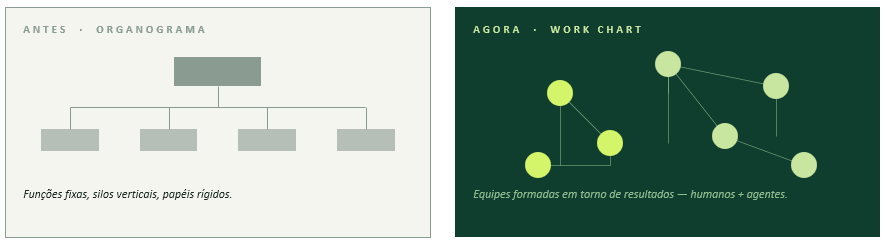 ANTES · ORGANOGRAMA
Funções fixas, silos verticais, papéis rígidos.
AGORA · WORK CHART
Equipes formadas em torno de resultados — humanos + agentes.